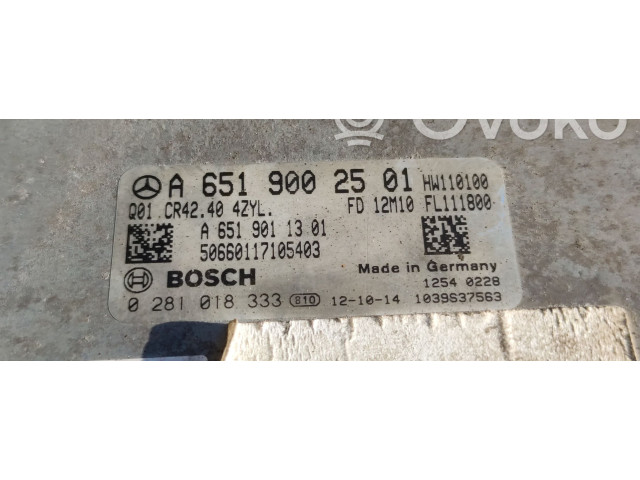 OVOKO
A 651 900 25 01 HW110100
Q01 CR42.40 4ZYL. FD 12M10 FL111800
A 651 901 13 01
50660117105403
BOSCH Made in Germany
1254 0228
0 281 018 333 810 12-10-14 1039S37563